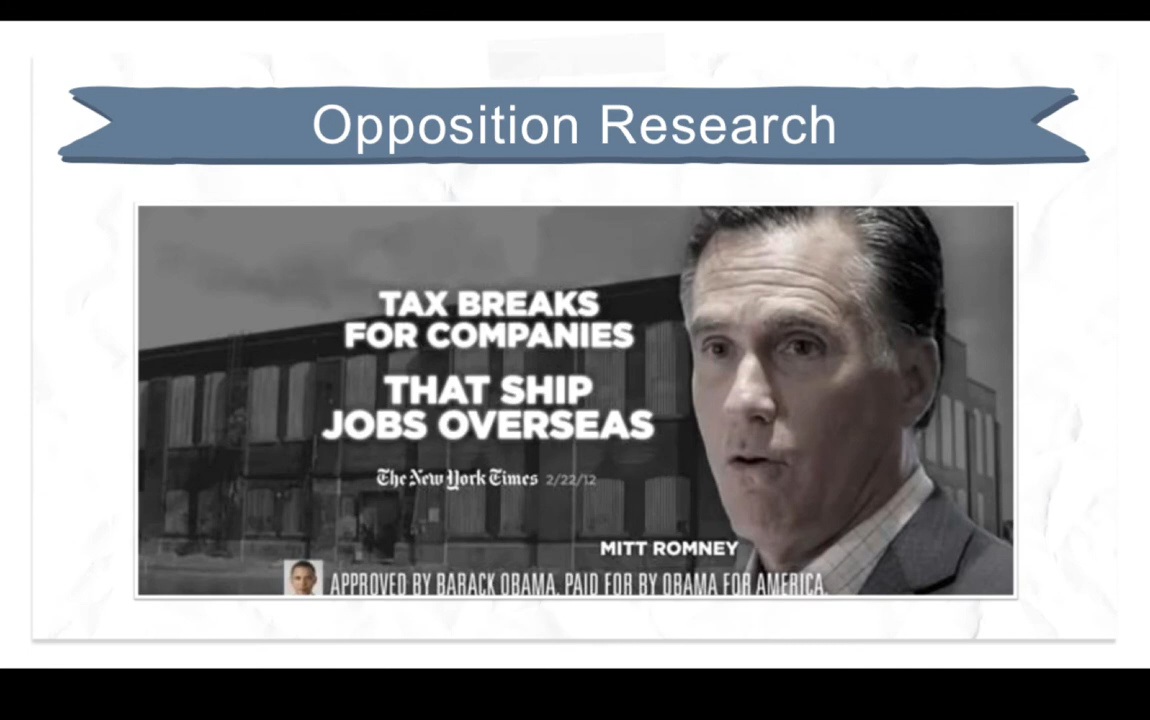 Opposition Research
TAX BREAKS
FOR COMPANIES
THAT SHIP
JOBS OVERSEAS
The New York Times 2/22/12
MITT ROMNEY
APPROVED BY BARACK OBAMA. PAID FOR BY OBAMA FOR AMERICA.